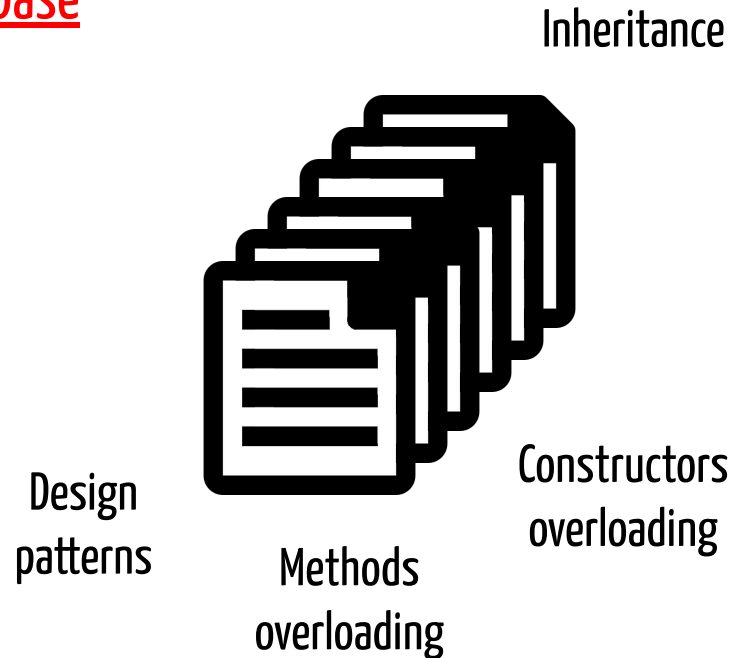 Inheritance
Constructors
overloading
Design
patterns
Methods
overloading